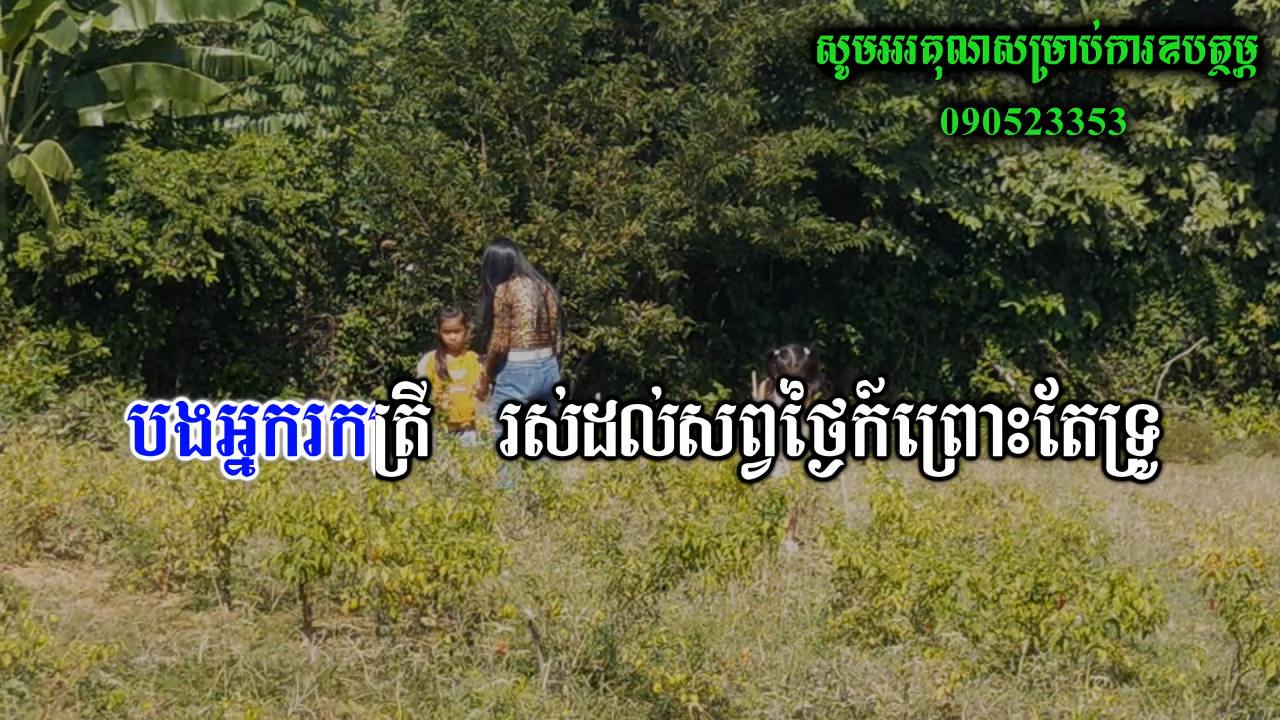 សូមអរគុណសម្រាប់ការឧបត្ថម្ភ
090523353
បងអ្នករកត្រី រស់ដល់សព្វថ្ងៃក៍ព្រោះតែទ្រូ